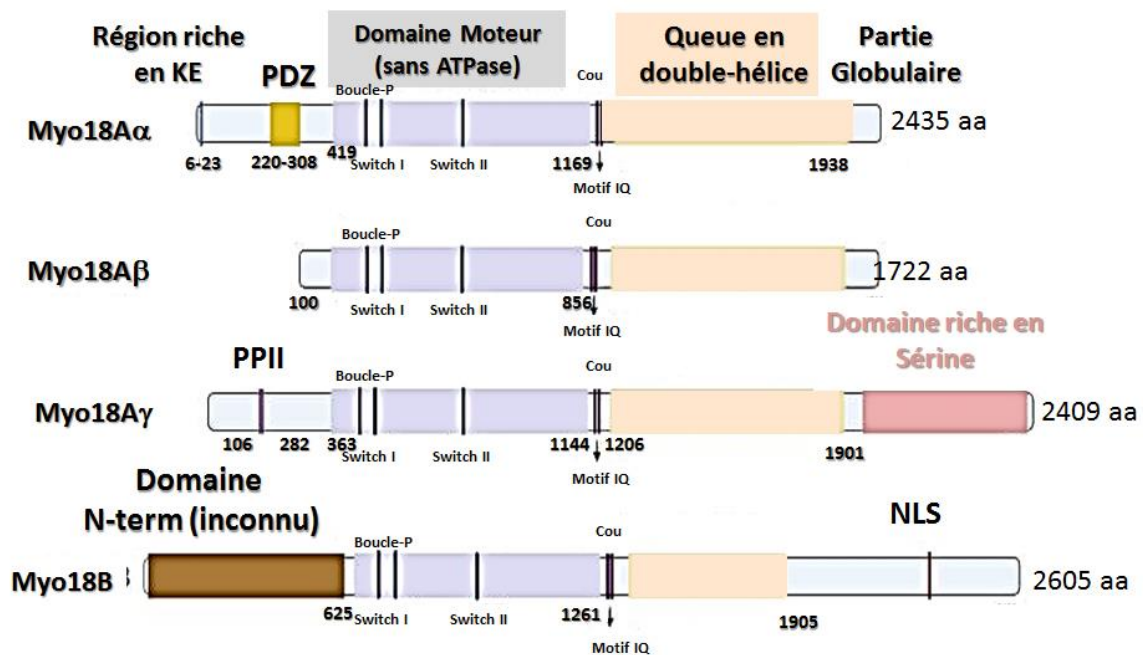 Région riche
en KE
PDZ
Domaine Moteur
(sans ATPase)
Cou
Queue en
double-hélice
Partie
Globulaire
Boucle-P
Myo18Aα
2435 aa
6-23
220-308
419
Switch I
Switch II
1169
Motif IQ
1938
Cou
Boucle-P
Myo18Aβ
1722 aa
100
Switch I
Switch II
856
Motif IQ
Domaine riche en
Sérine
PPII
Cou
Boucle-P
Myo18Aγ
2409 aa
106
282
363
Switch I
Switch II
1144
1206
Motif IQ
1901
Domaine
N-term (inconnu)
NLS
Cou
Boucle-P
Myo18B
2605 aa
625
Switch I
Switch II
1261
Motif IQ
1905